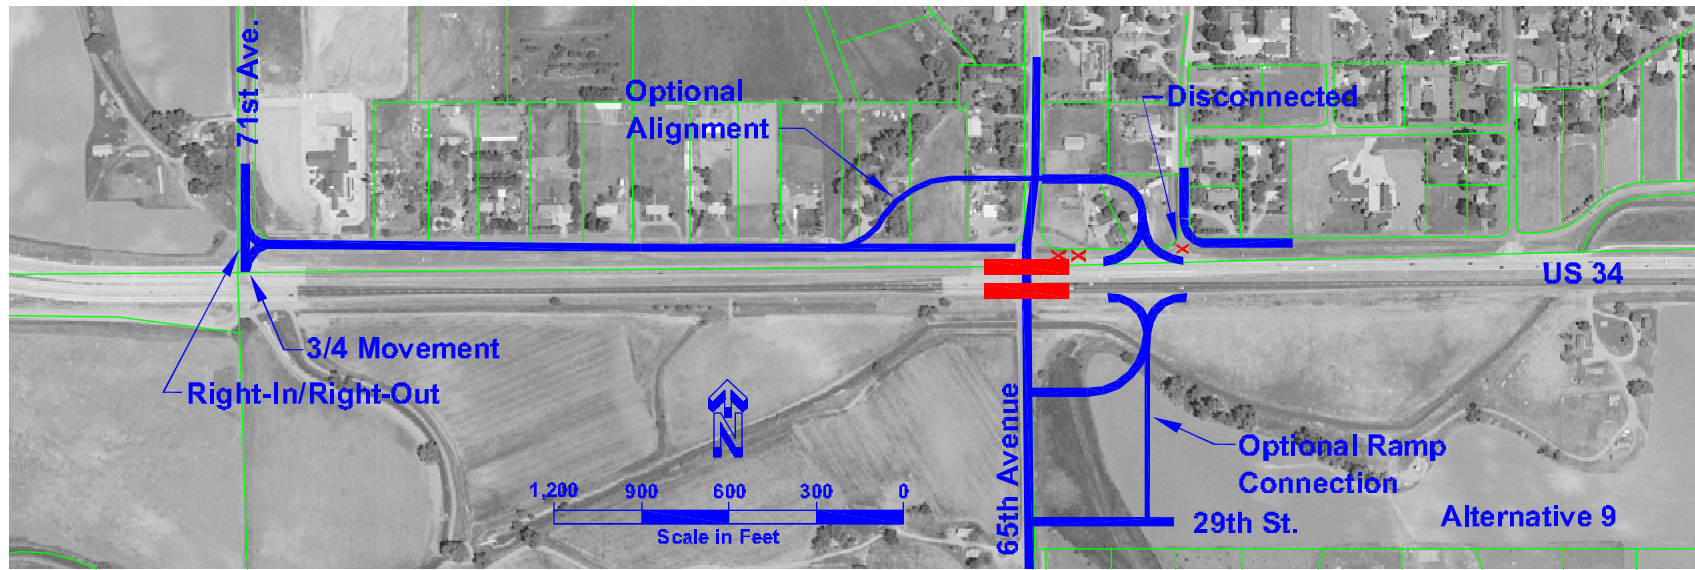 71st Ave.
Optional
Alignment
Disconnected
US 34
3/4 Movement
Right-In/Right-Out
N
1,200 900 600 300 0
Scale in Feet
65th Avenue
Optional Ramp
Connection
29th St.
Alternative 9